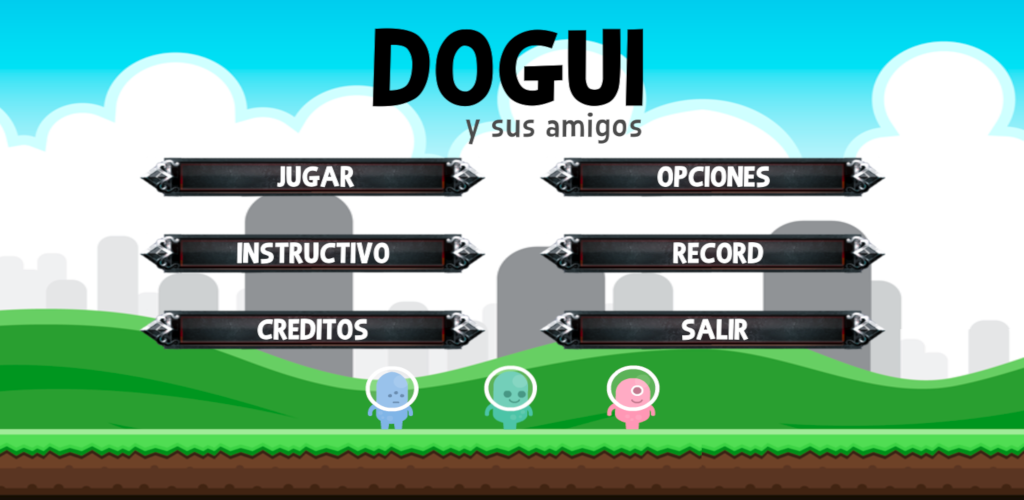 DOGUI
y sus amigos
JUGAR
OPCIONES
INSTRUCTIVO
RECORD
CREDITOS
SALIR